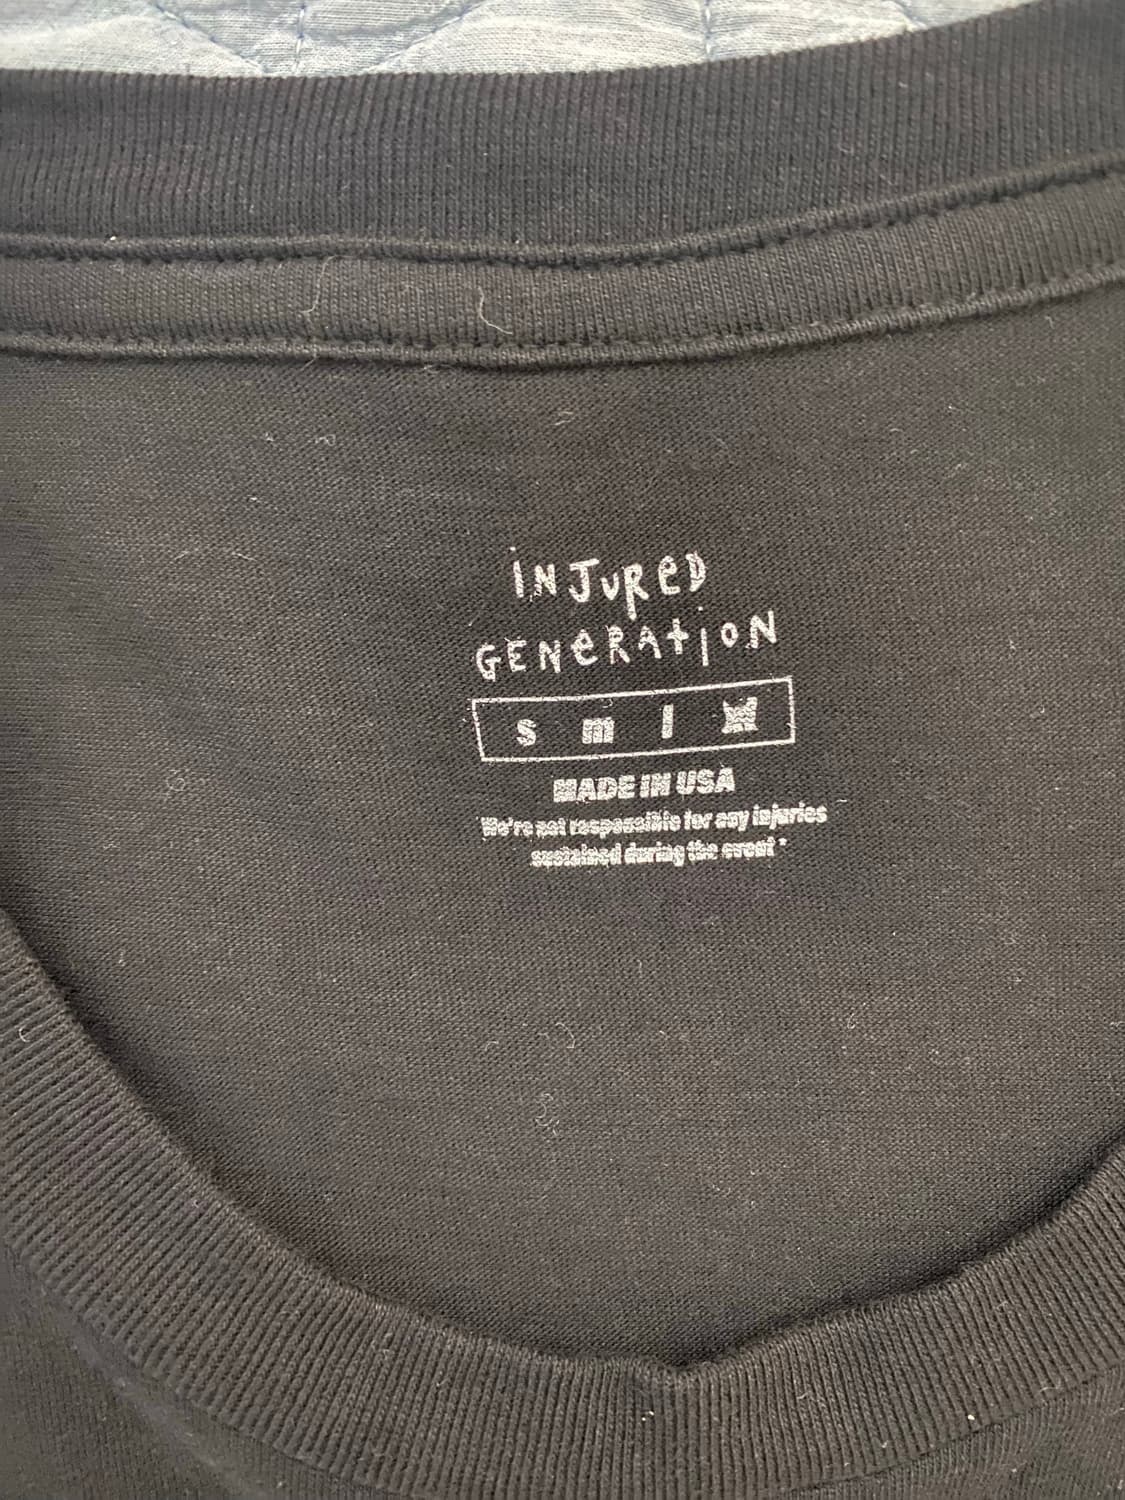 iNJUReD
GENeRAtioN
s m l xl
MADE IN USA
We're not responsible for any injuries
sustained during the event *